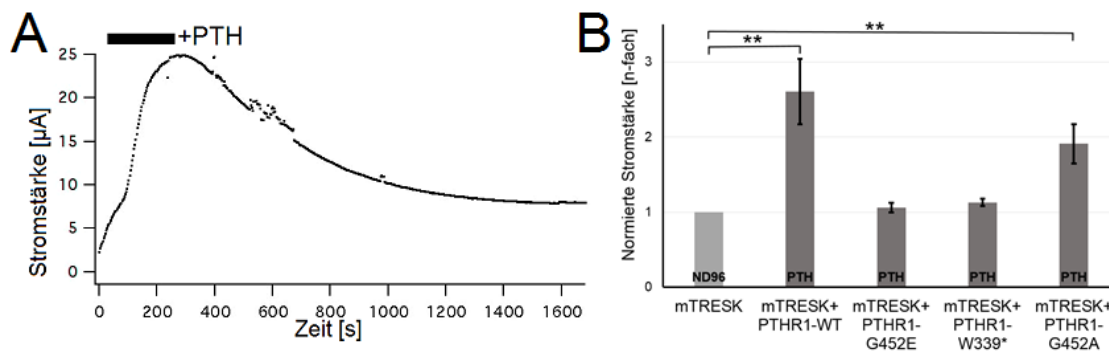 A
+PTH
Stromstärke [µA]
25
20
15
10
5
0
0 200 400 600 800 1000 1200 1400 1600
Zeit [s]
B
**
**
Normierte Stromstärke [n-fach]
3
2
1
0
ND96 PTH PTH PTH PTH
mTRESK mTRESK+ mTRESK+ mTRESK+ mTRESK+
PTHR1-WT PTHR1- PTHR1- PTHR1-
G452E W339* G452A